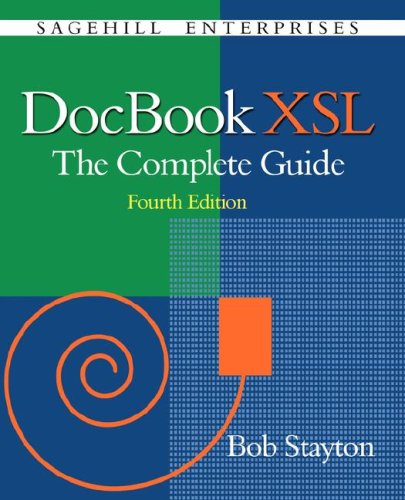 SAGEHILL ENTERPRISES
DocBook XSL
The Complete Guide
Fourth Edition
Bob Stayton